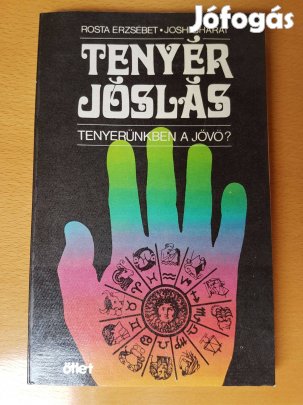 Jófogás
ROSTA ERZSÉBET • JOSHI BHARAT
TENYÉR
JÓSLÁS
TENYERÜNKBEN A JÖVŐ?
ötlet